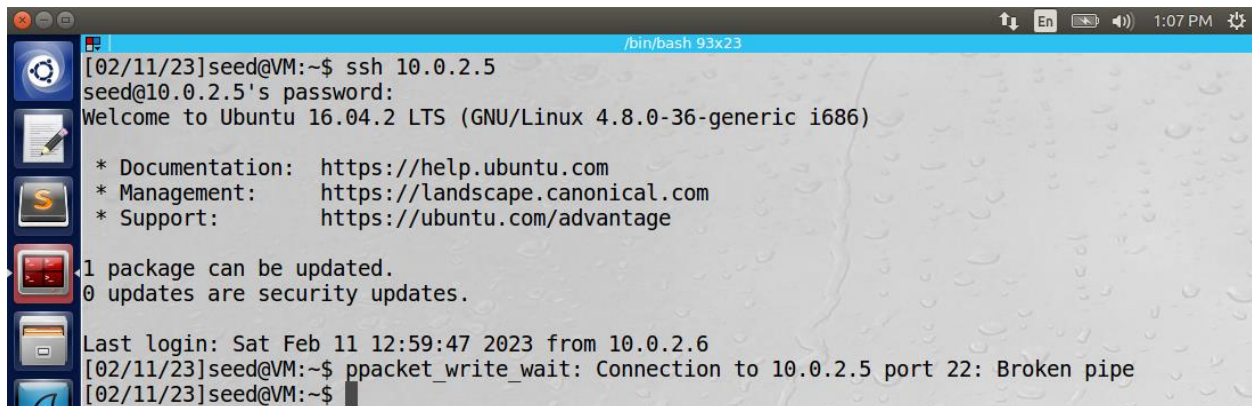 En 1:07 PM
/bin/bash 93x23
[02/11/23]seed@VM:~$ ssh 10.0.2.5
seed@10.0.2.5's password:
Welcome to Ubuntu 16.04.2 LTS (GNU/Linux 4.8.0-36-generic i686)
* Documentation:  https://help.ubuntu.com
* Management:     https://landscape.canonical.com
* Support:        https://ubuntu.com/advantage
1 package can be updated.
0 updates are security updates.
Last login: Sat Feb 11 12:59:47 2023 from 10.0.2.6
[02/11/23]seed@VM:~$ ppacket_write_wait: Connection to 10.0.2.5 port 22: Broken pipe
[02/11/23]seed@VM:~$